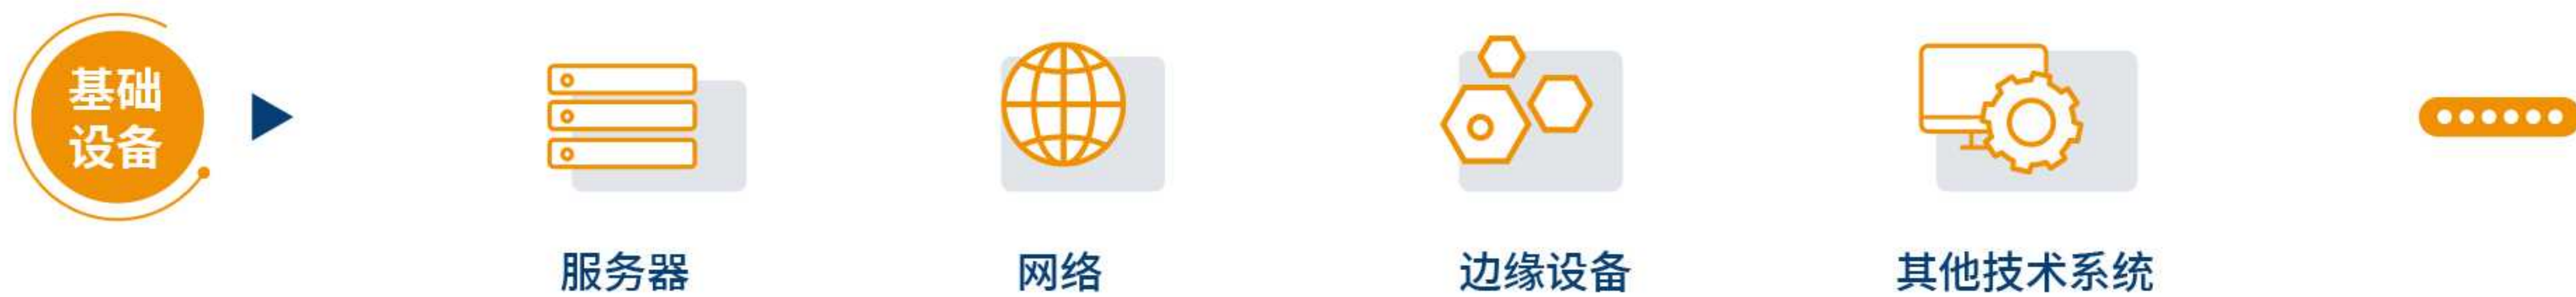 基础
设备
服务器
网络
边缘设备
其他技术系统